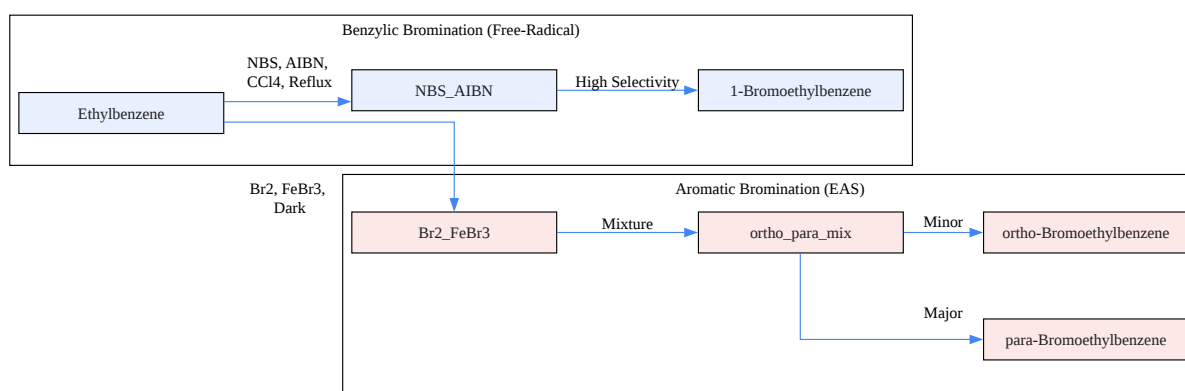 Benzylic Bromination (Free-Radical)
NBS, AIBN,
CCl4, Reflux
Ethylbenzene
NBS_AIBN
High Selectivity
1-Bromoethylbenzene
Br2, FeBr3,
Dark
Aromatic Bromination (EAS)
Br2_FeBr3
Mixture
ortho_para_mix
Minor
ortho-Bromoethylbenzene
Major
para-Bromoethylbenzene